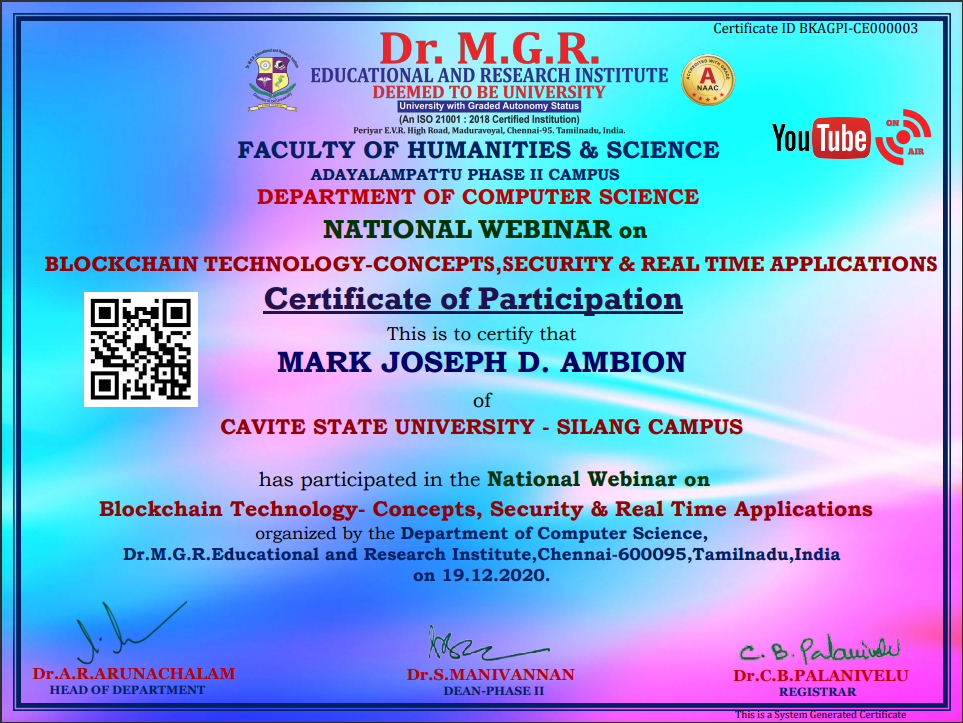 Certificate ID BKAGPI-CE000003
Dr. M.G.R.
EDUCATIONAL AND RESEARCH INSTITUTE
DEEMED TO BE UNIVERSITY
University with Graded Autonomy Status
(An ISO 21001 : 2018 Certified Institution)
Periyar E.V.R. High Road, Maduravoyal, Chennai-95. Tamilnadu, India.
ACCREDITED WITH GRADE
A
NAAC
YouTube
ON
AIR
FACULTY OF HUMANITIES & SCIENCE
ADAYALAMPATTU PHASE II CAMPUS
DEPARTMENT OF COMPUTER SCIENCE
NATIONAL WEBINAR on
BLOCKCHAIN TECHNOLOGY-CONCEPTS,SECURITY & REAL TIME APPLICATIONS
Certificate of Participation
This is to certify that
MARK JOSEPH D. AMBION
of
CAVITE STATE UNIVERSITY - SILANG CAMPUS
has participated in the National Webinar on
Blockchain Technology- Concepts, Security & Real Time Applications
organized by the Department of Computer Science,
Dr.M.G.R.Educational and Research Institute,Chennai-600095,Tamilnadu,India
on 19.12.2020.
C. B. Palanivelu
Dr.A.R.ARUNACHALAM
HEAD OF DEPARTMENT
Dr.S.MANIVANNAN
DEAN-PHASE II
Dr.C.B.PALANIVELU
REGISTRAR
This is a System Generated Certificate